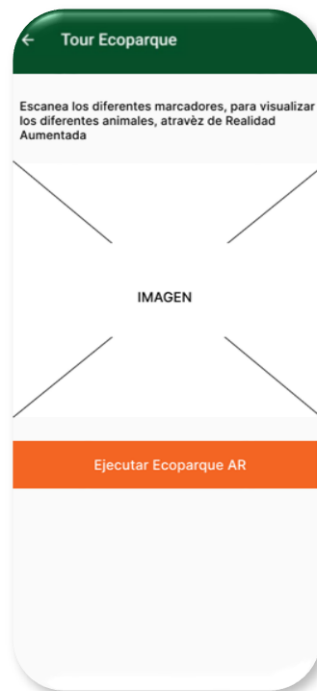 Tour Ecoparque
Escanea los diferentes marcadores, para visualizar
los diferentes animales, atravèz de Realidad
Aumentada
IMAGEN
Ejecutar Ecoparque AR